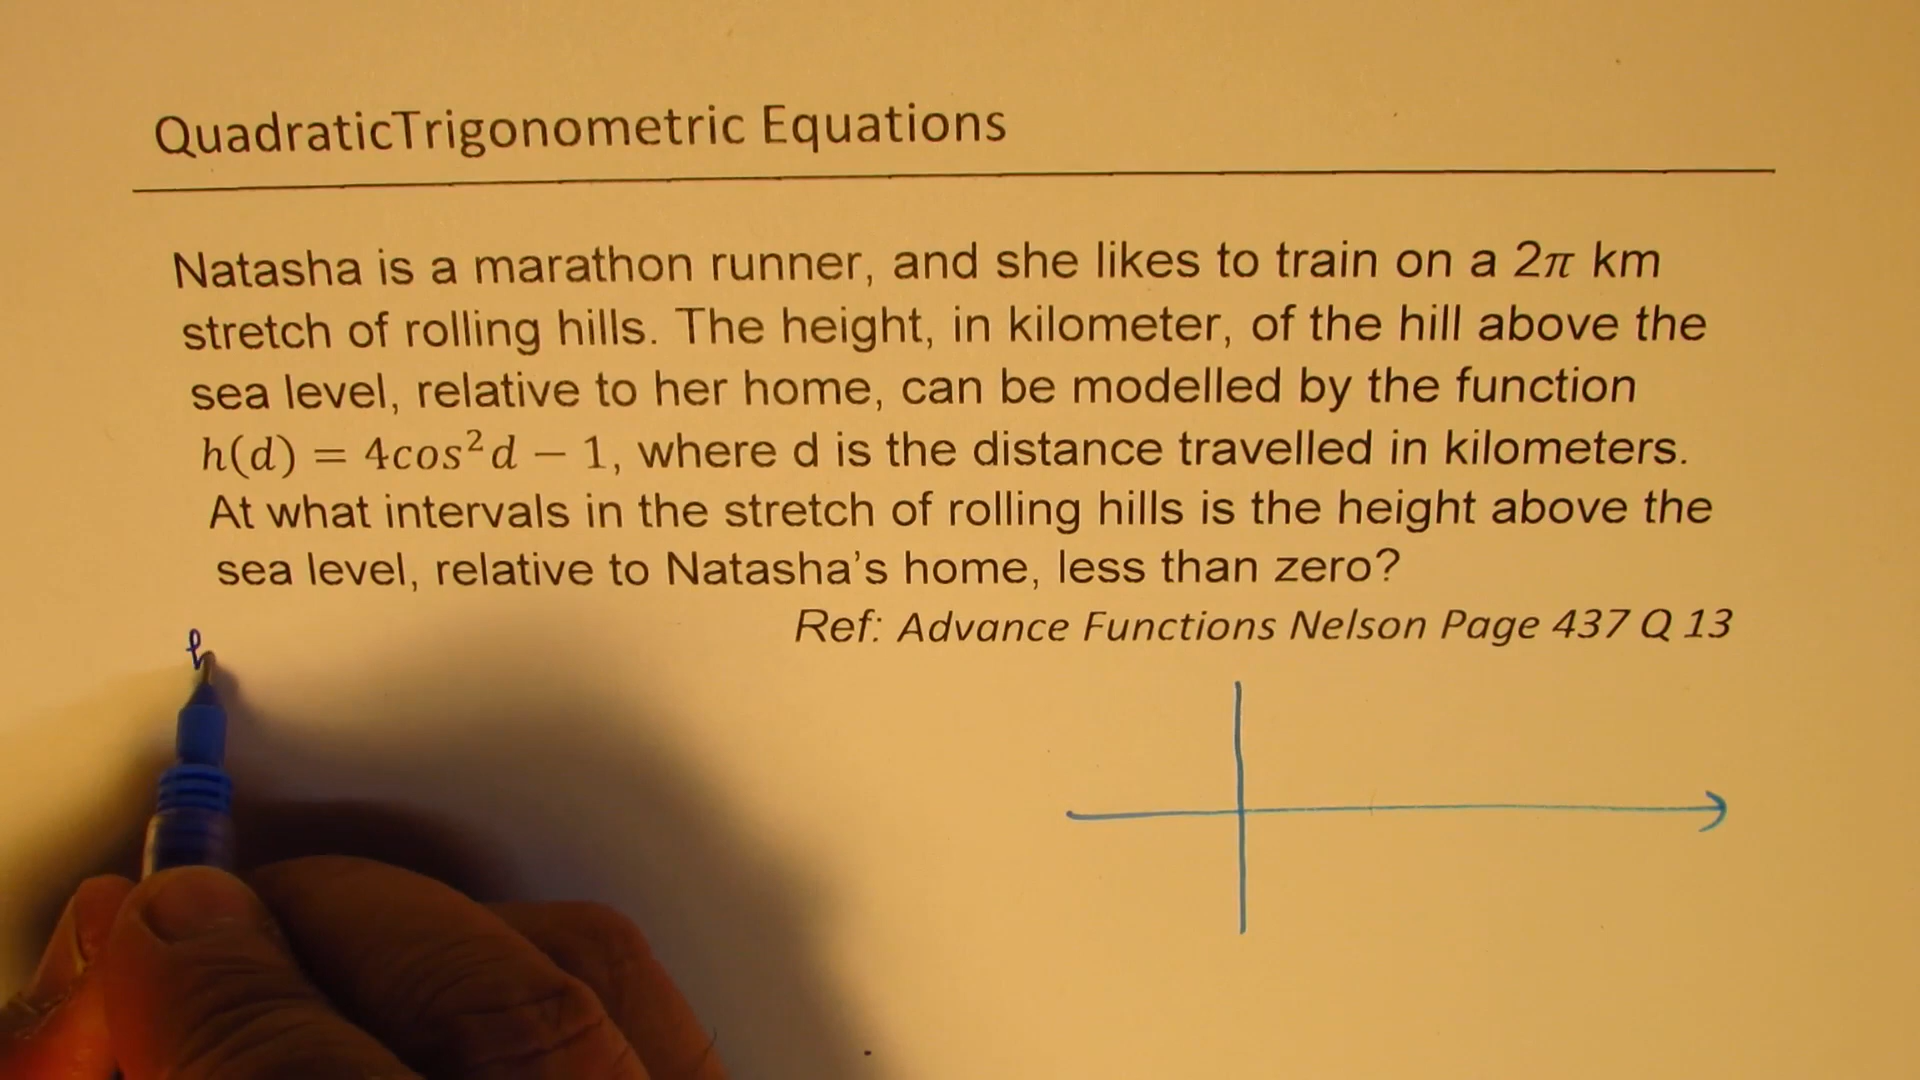 QuadraticTrigonometric Equations
Natasha is a marathon runner, and she likes to train on a 2π km
stretch of rolling hills. The height, in kilometer, of the hill above the
sea level, relative to her home, can be modelled by the function
h(d) = 4cos²d − 1, where d is the distance travelled in kilometers.
At what intervals in the stretch of rolling hills is the height above the
sea level, relative to Natasha's home, less than zero?
Ref: Advance Functions Nelson Page 437 Q 13
h